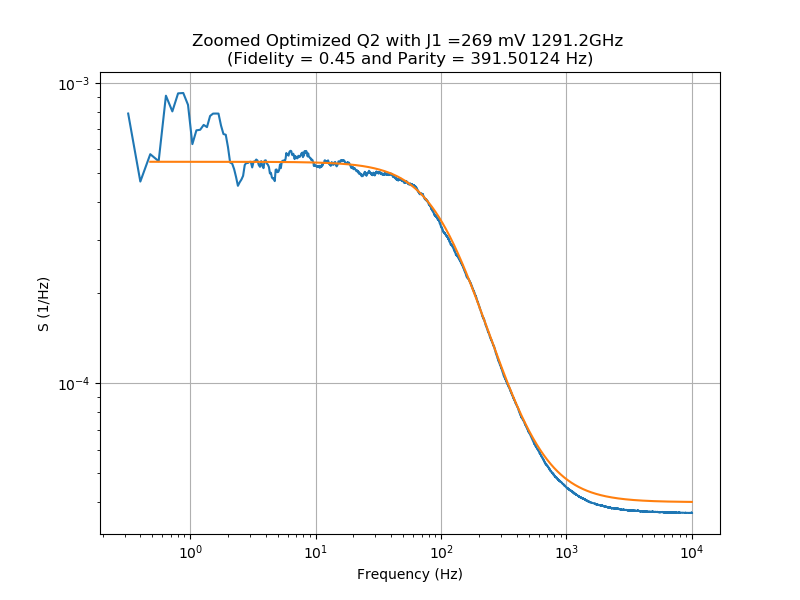 Zoomed Optimized Q2 with J1 =269 mV 1291.2GHz
(Fidelity = 0.45 and Parity = 391.50124 Hz)
S (1/Hz)
10⁻³
10⁻⁴
10⁰ 10¹ 10² 10³ 10⁴
Frequency (Hz)